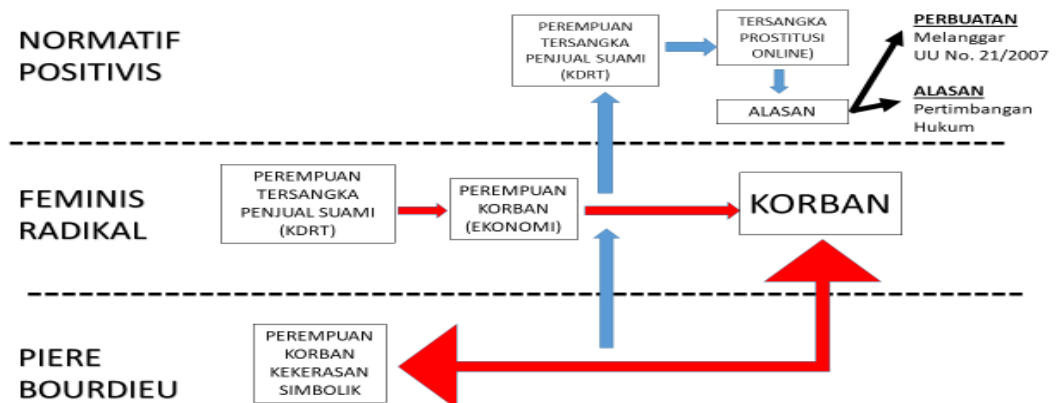 NORMATIF
POSITIVIS
PEREMPUAN
TERSANGKA
PENJUAL SUAMI
(KDRT)
TERSANGKA
PROSTITUSI
ONLINE)
ALASAN
PERBUATAN
Melanggar
UU No. 21/2007
ALASAN
Pertimbangan
Hukum
FEMINIS
RADIKAL
PEREMPUAN
TERSANGKA
PENJUAL SUAMI
(KDRT)
PEREMPUAN
KORBAN
(EKONOMI)
KORBAN
PIERE
BOURDIEU
PEREMPUAN
KORBAN
KEKERASAN
SIMBOLIK